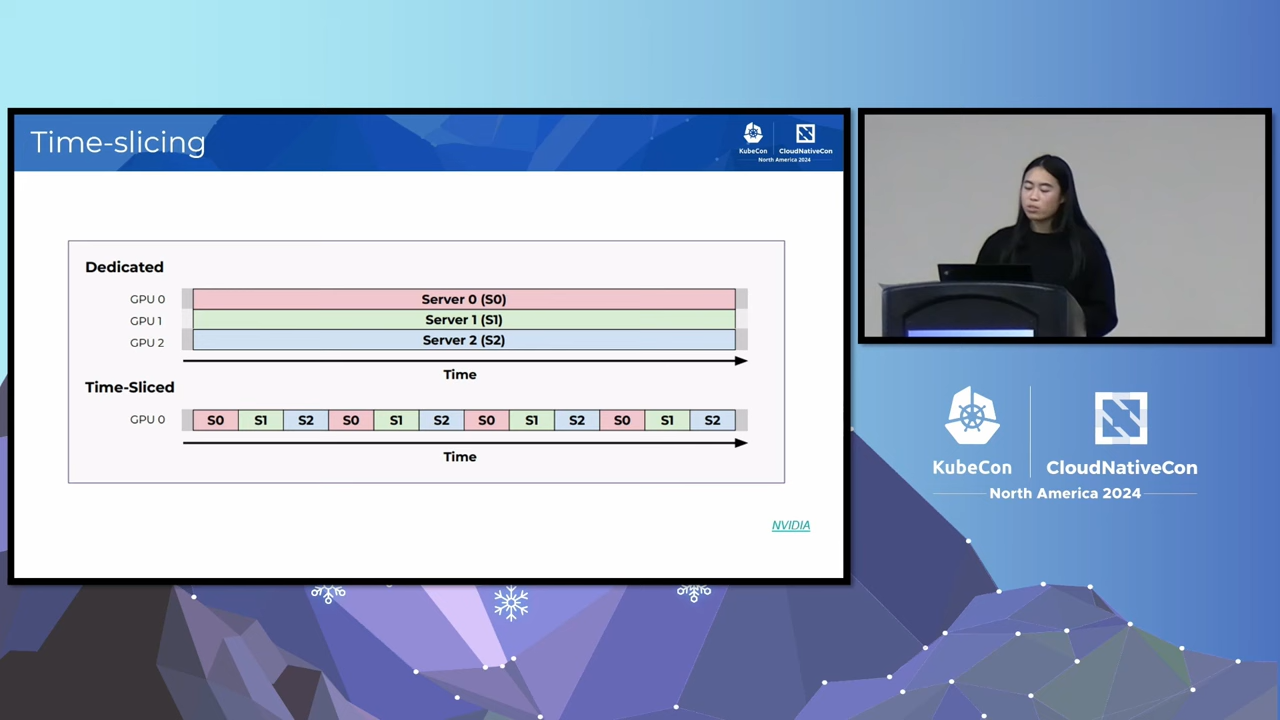 Time-slicing
KubeCon
CloudNativeCon
North America 2024
Dedicated
GPU 0
Server 0 (S0)
GPU 1
Server 1 (S1)
GPU 2
Server 2 (S2)
Time
Time-Sliced
GPU 0
S0 S1 S2 S0 S1 S2 S0 S1 S2 S0 S1 S2
Time
NVIDIA
KubeCon
CloudNativeCon
North America 2024